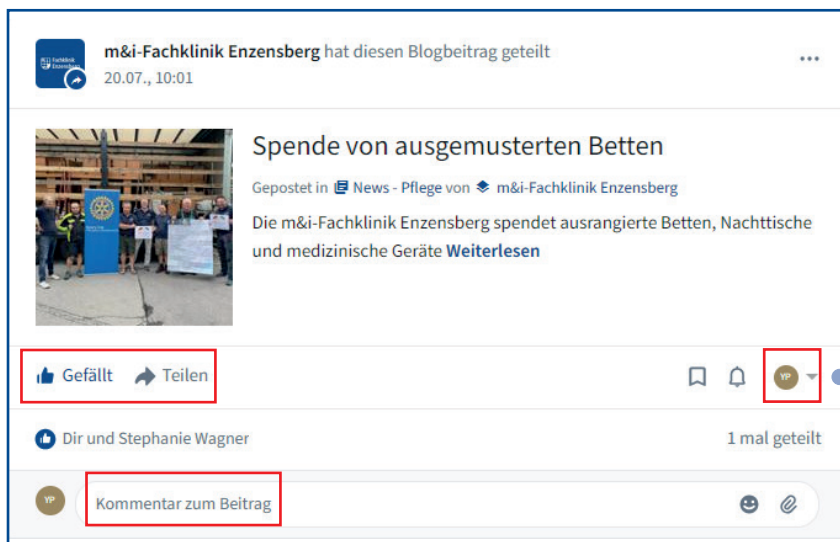 m&i-Fachklinik Enzensberg hat diesen Blogbeitrag geteilt
20.07., 10:01
Spende von ausgemusterten Betten
Gepostet in News - Pflege von m&i-Fachklinik Enzensberg
Die m&i-Fachklinik Enzensberg spendet ausrangierte Betten, Nachttische
und medizinische Geräte Weiterlesen
Gefällt Teilen YP
Dir und Stephanie Wagner 1 mal geteilt
YP Kommentar zum Beitrag